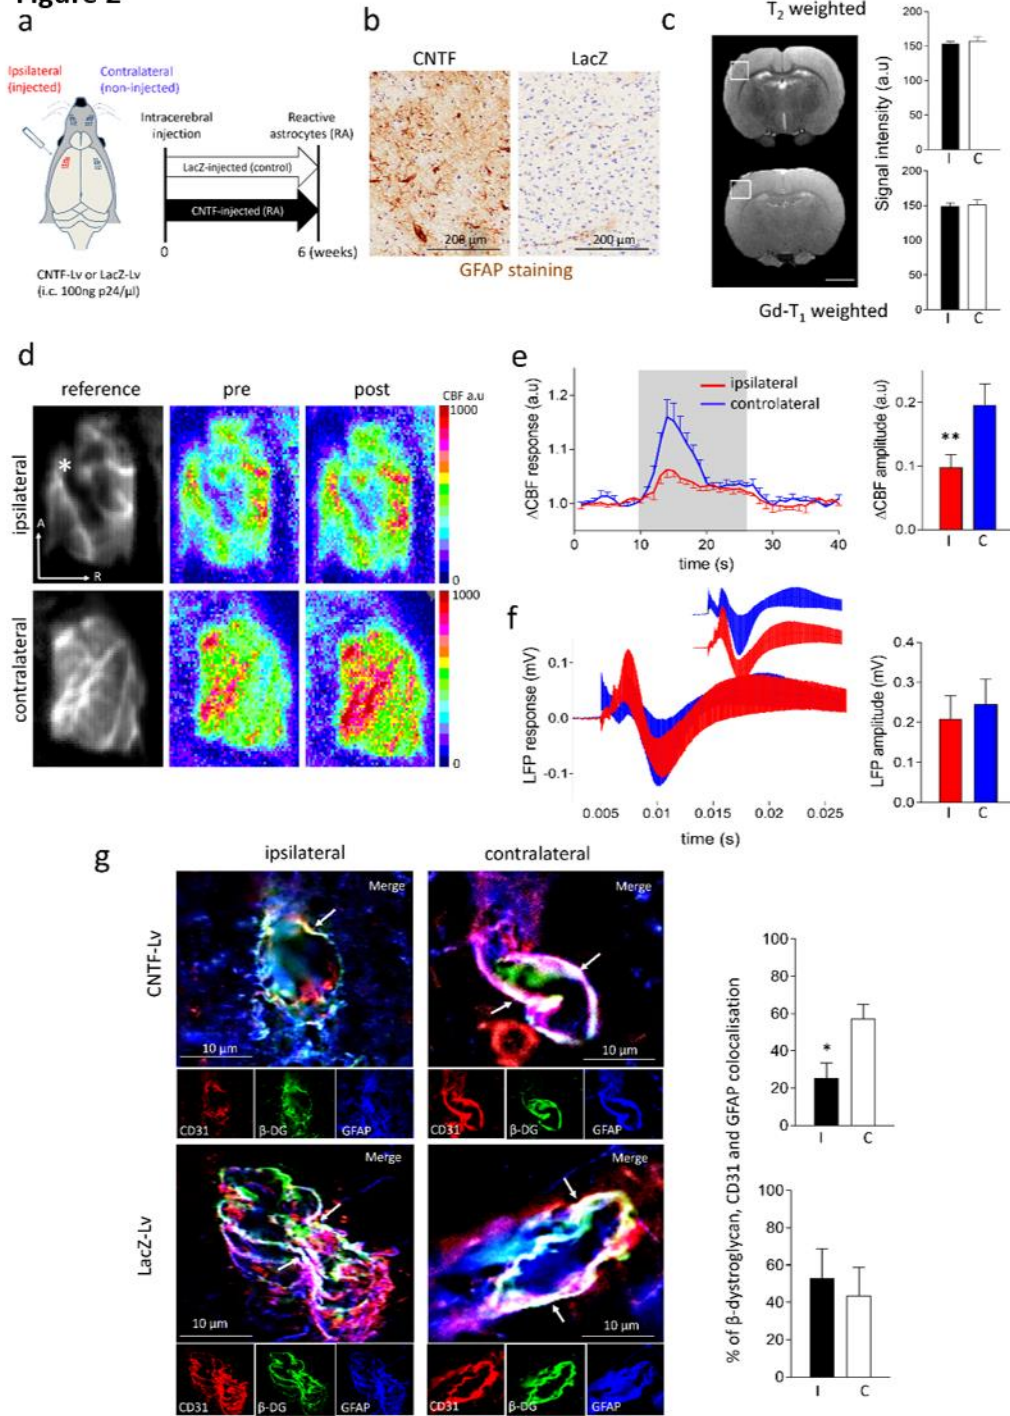 Figure 2
a
Ipsilateral
(injected)
Contralateral
(non-injected)
Intracerebral
injection
Reactive
astrocytes (RA)
LacZ-injected (control)
CNTF-injected (RA)
0
6 (weeks)
CNTF-Lv or LacZ-Lv
(i.c. 100ng p24/µl)
b
CNTF
LacZ
200 µm
200 µm
GFAP staining
c
T2 weighted
Gd-T1 weighted
Signal intensity (a.u)
200
150
100
50
0
I C
200
150
100
50
0
I C
d
reference
pre
post
CBF a.u
ipsilateral
*
A
R
1000
0
contralateral
1000
0
e
ΔCBF response (a.u)
1.2
1.1
1.0
ipsilateral
controlateral
0 10 20 30 40
time (s)
ΔCBF amplitude (a.u)
0.2
0.1
0.0
**
I C
f
LFP response (mV)
0.1
0.0
-0.1
0.005 0.01 0.015 0.02 0.025
time (s)
LFP amplitude (mV)
0.4
0.3
0.2
0.1
0.0
I C
g
ipsilateral
contralateral
CNTF-Lv
Merge
10 µm
Merge
10 µm
CD31
β-DG
GFAP
CD31
β-DG
GFAP
LacZ-Lv
Merge
10 µm
Merge
10 µm
CD31
β-DG
GFAP
CD31
β-DG
GFAP
% of β-dystroglycan, CD31 and GFAP colocalisation
100
80
60
40
20
0
*
I C
100
80
60
40
20
0
I C